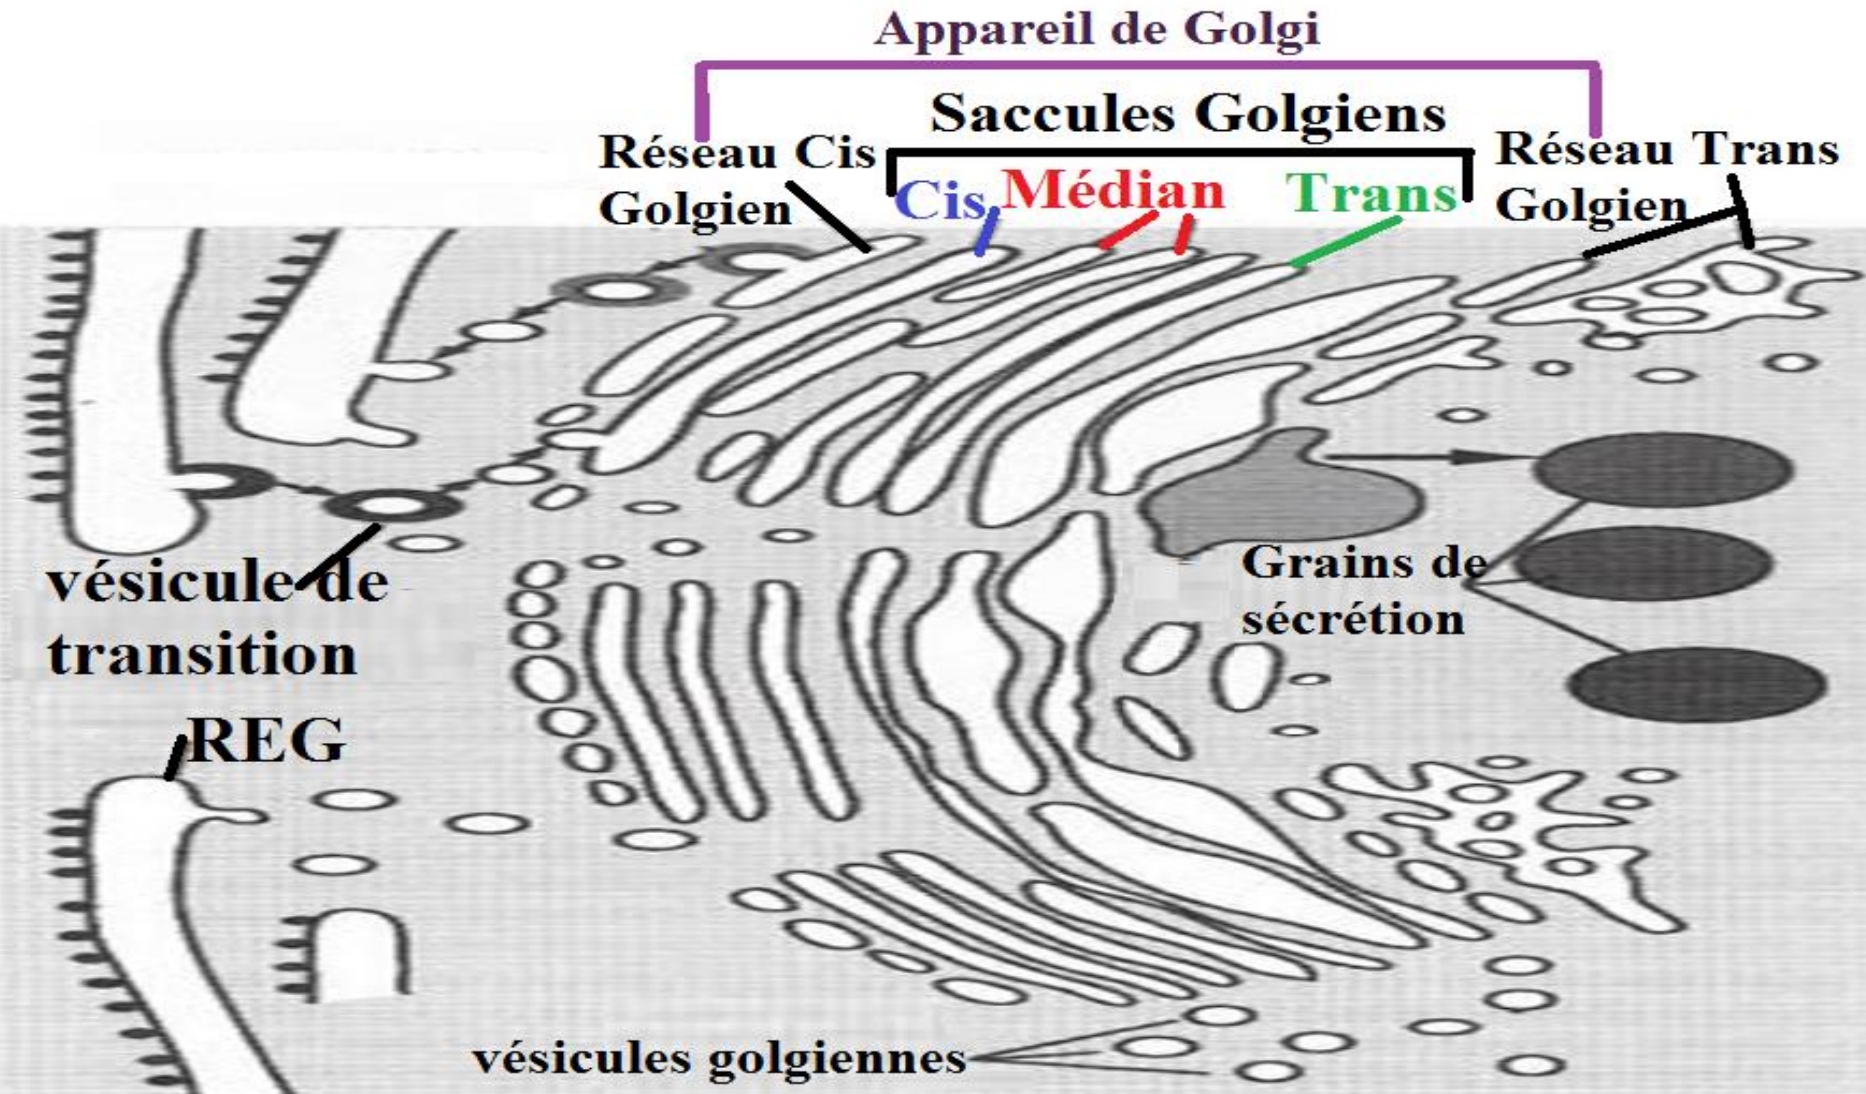 Appareil de Golgi
Saccules Golgiens
Réseau Cis
Golgien
Cis
Médian
Trans
Réseau Trans
Golgien
vésicule de
transition
REG
Grains de
sécrétion
vésicules golgiennes